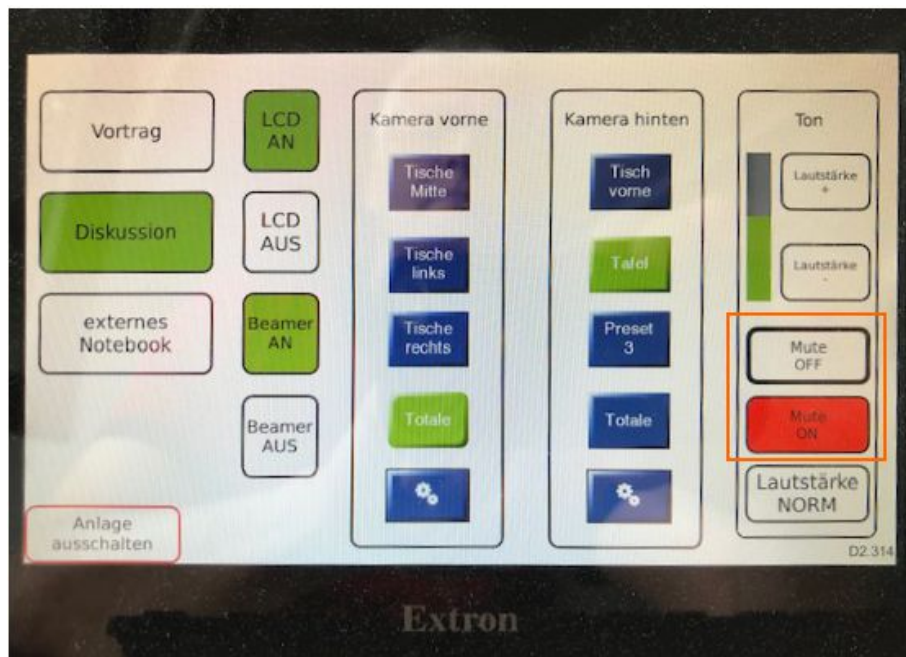 Vortrag
Diskussion
externes
Notebook
Anlage
ausschalten
LCD
AN
LCD
AUS
Beamer
AN
Beamer
AUS
Kamera vorne
Tische
Mitte
Tische
links
Tische
rechts
Totale
Kamera hinten
Tisch
vorne
Tafel
Preset
3
Totale
Ton
Lautstärke
+
Lautstärke
-
Mute
OFF
Mute
ON
Lautstärke
NORM
D2.314
Extron